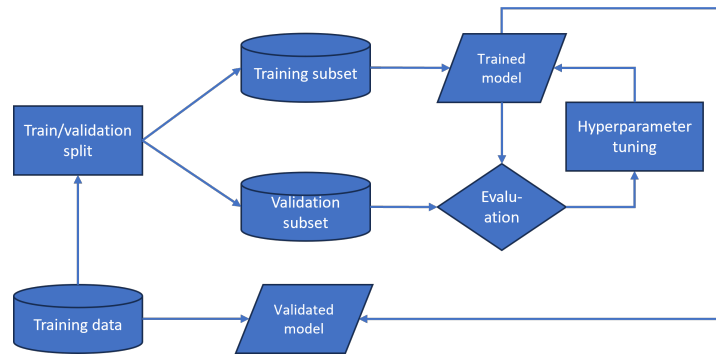 Training subset
Trained
model
Train/validation
split
Hyperparameter
tuning
Validation
subset
Evalu-
ation
Training data
Validated
model